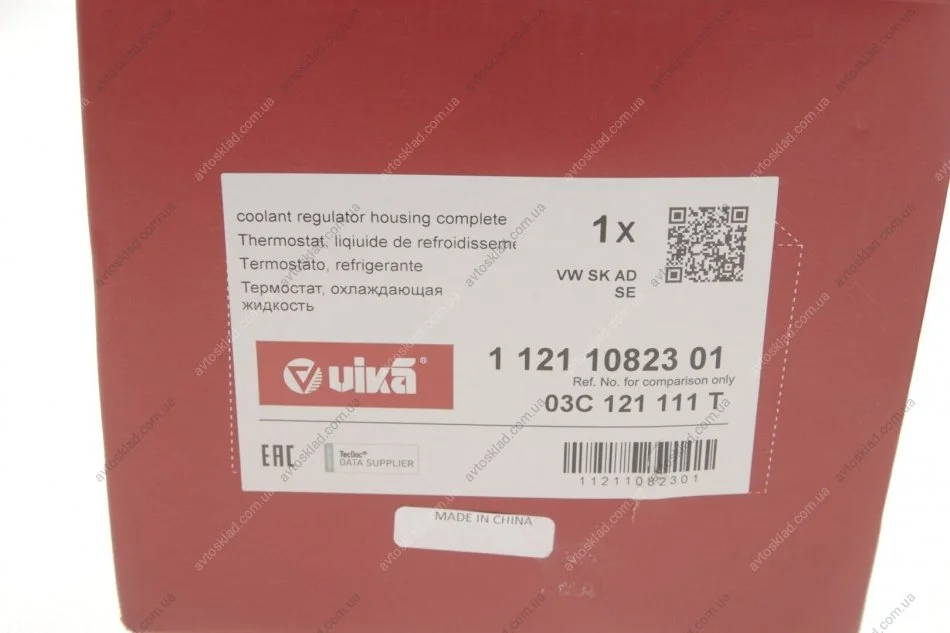 coolant regulator housing complete
Thermostat, liqiuide de refroidisseme
Termostato, refrigerante
Термостат, охлаждающая
жидкость
1x
VW SK AD
SE
vika®
1 121 10823 01
Ref. No. for comparison only
03C 121 111 T
EAC
TecDoc®
DATA SUPPLIER
11211082301
MADE IN CHINA
avtosklad.com.ua